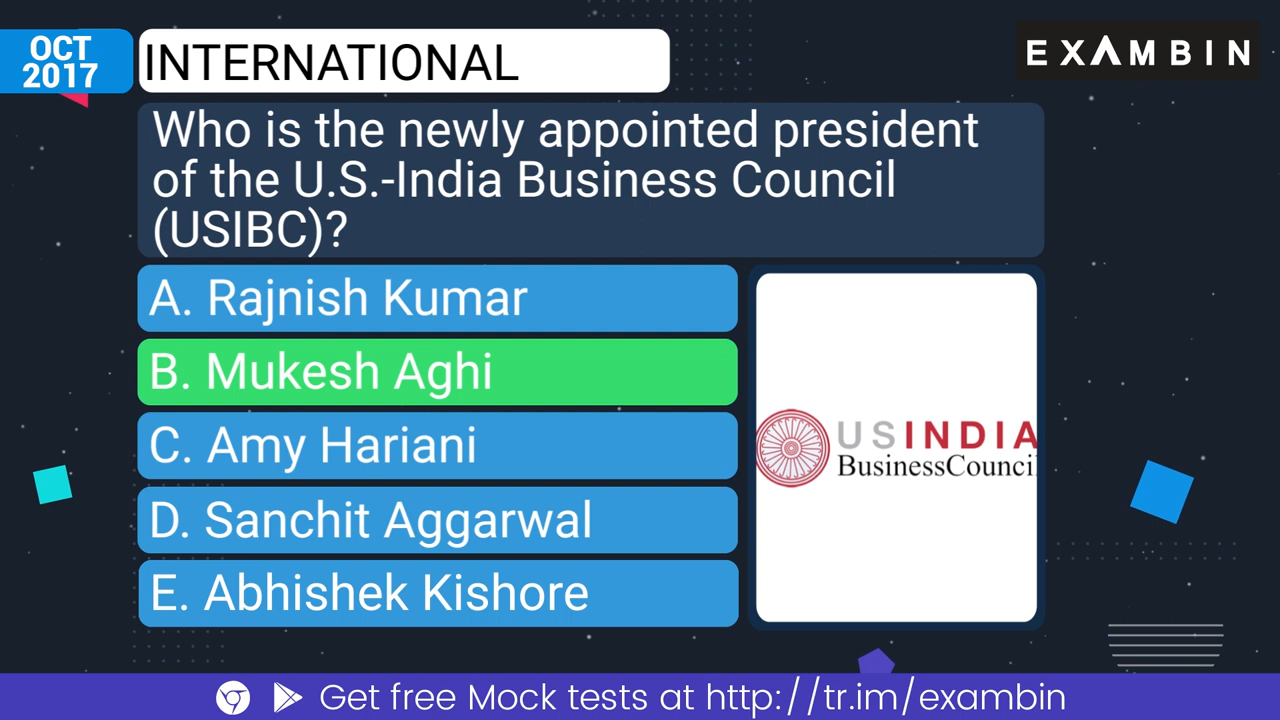 OCT
2017
INTERNATIONAL
EXAMBIN
Who is the newly appointed president
of the U.S.-India Business Council
(USIBC)?
A. Rajnish Kumar
B. Mukesh Aghi
C. Amy Hariani
D. Sanchit Aggarwal
E. Abhishek Kishore
USINDIA
BusinessCounci
Get free Mock tests at http://tr.im/exambin